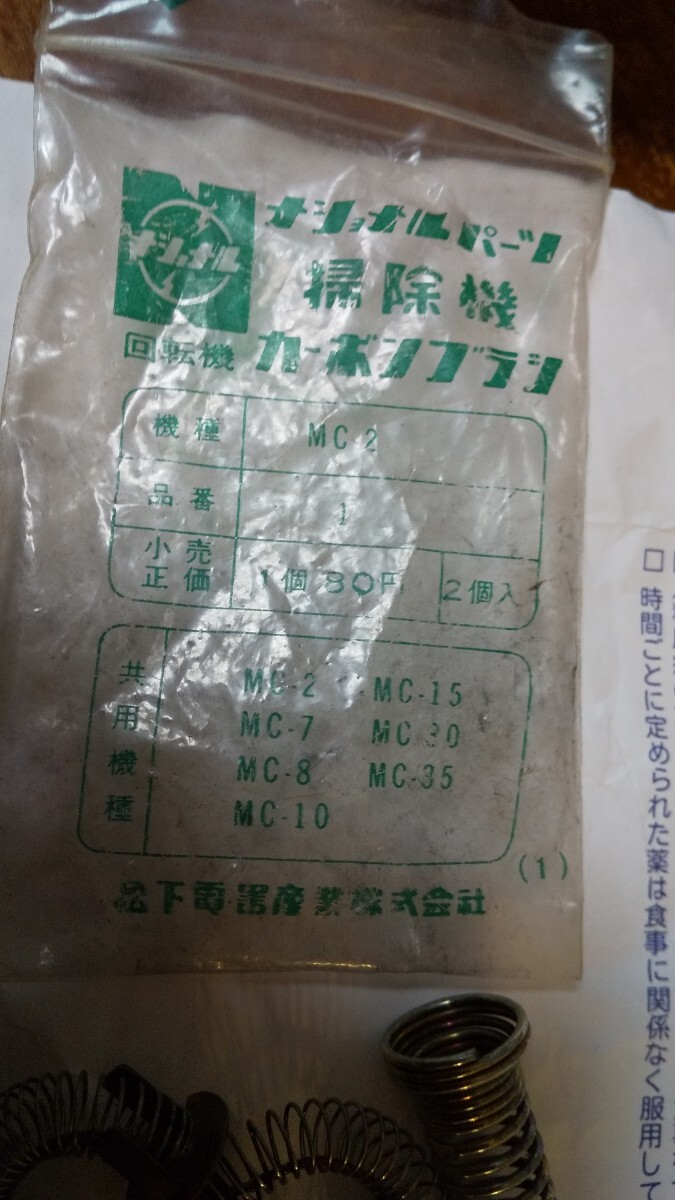 ナショナル
ナショナルパーツ
掃除機
回転機 カーボンブラシ
機種 MC-2
品番 1
小売正価 1個 80円 2個入
共用機種
MC-2 MC-15
MC-7 MC-30
MC-8 MC-35
MC-10
(1)
松下電器産業株式会社
□ 時間ごとに定められた薬は食事に関係なく服用して